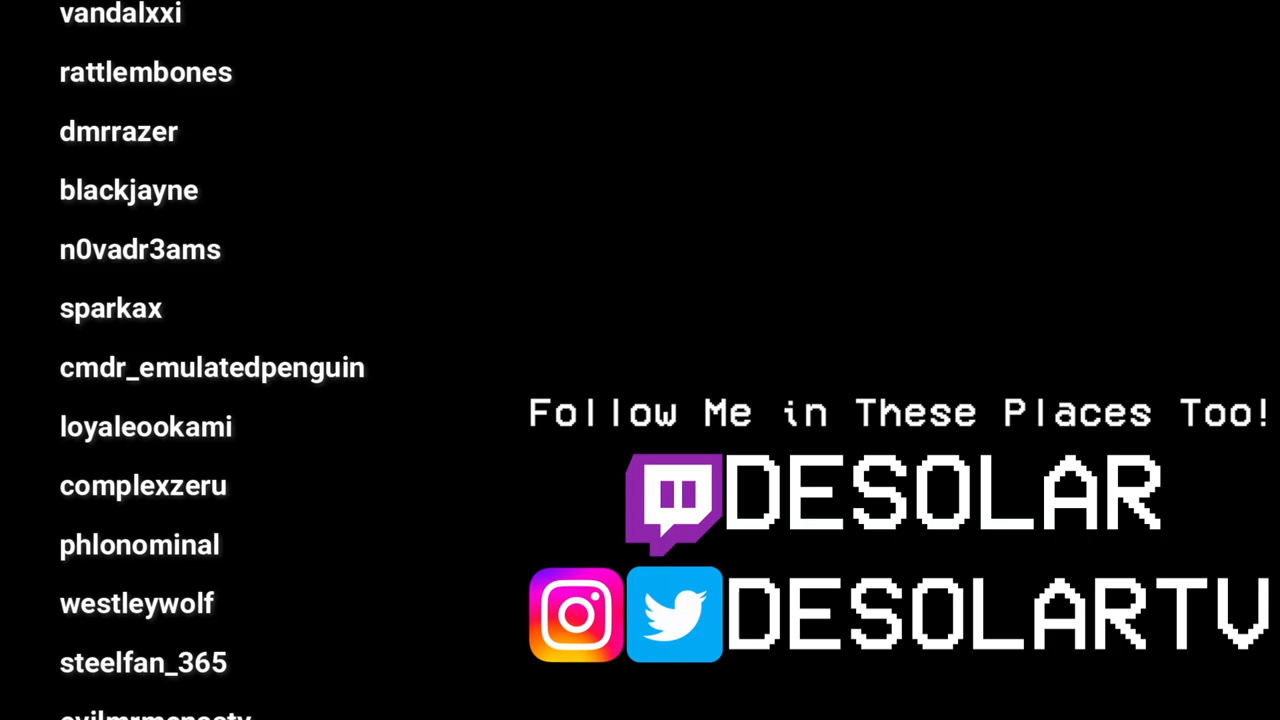 vandalxxi
rattlembones
dmrrazer
blackjayne
n0vadr3ams
sparkax
cmdr_emulatedpenguin
loyaleookami
complexzeru
phlonominal
westleywolf
steelfan_365
Follow Me in These Places Too!
DESOLAR
DESOLARTV